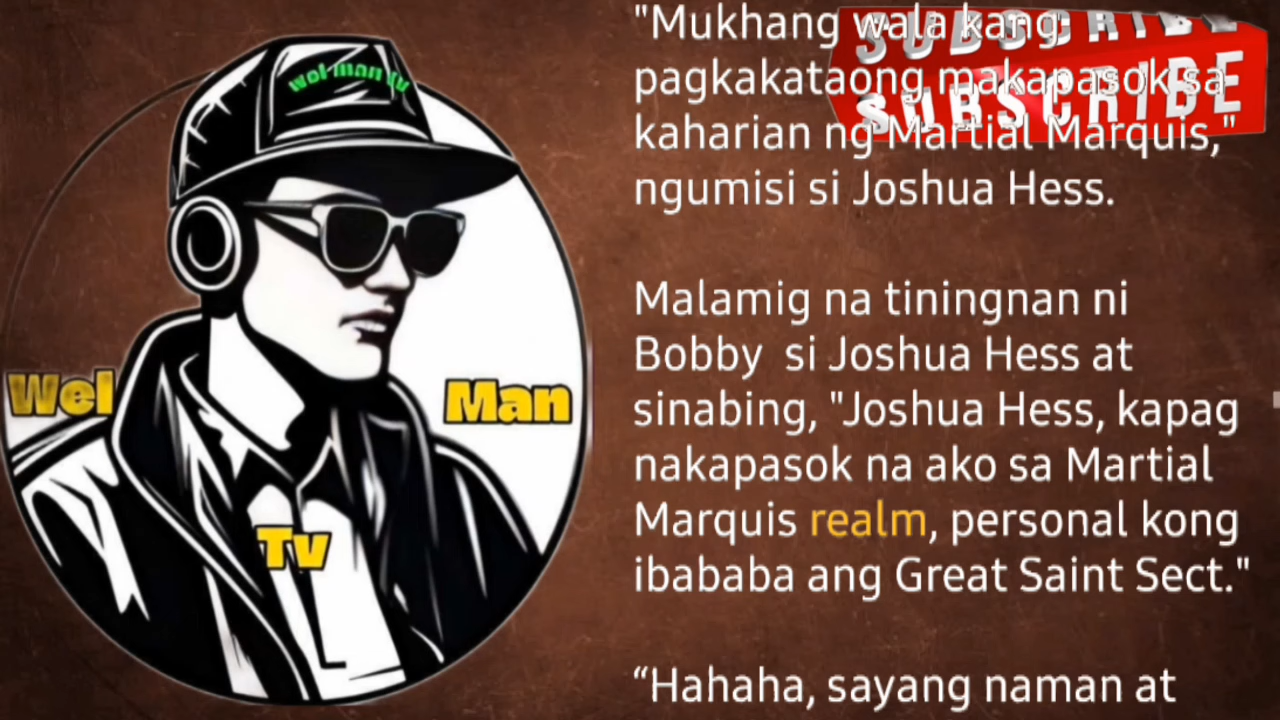 wel man tv
Wel
Man
Tv
SUBSCRIBE
SUBSCRIBE
"Mukhang wala kang
pagkakataong makapasok sa
kaharian ng Martial Marquis,"
ngumisi si Joshua Hess.
Malamig na tiningnan ni
Bobby si Joshua Hess at
sinabing, "Joshua Hess, kapag
nakapasok na ako sa Martial
Marquis realm, personal kong
ibababa ang Great Saint Sect."
“Hahaha, sayang naman at